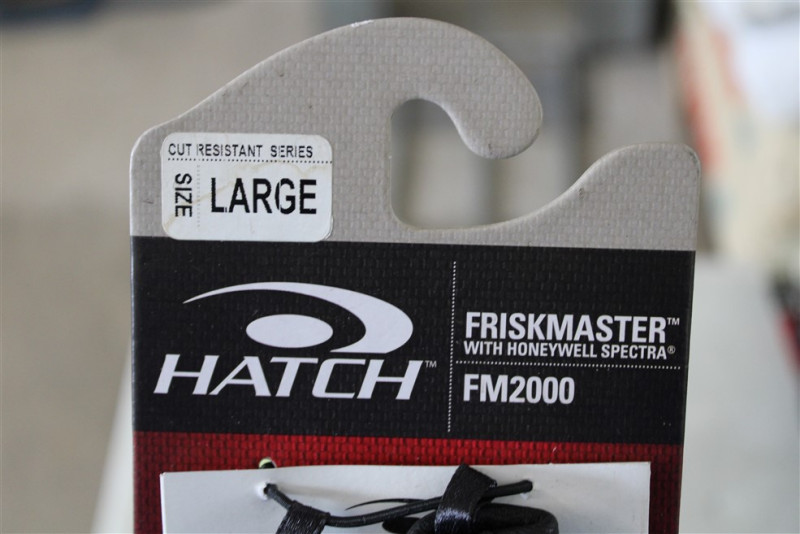 CUT RESISTANT SERIES
SIZE
LARGE
HATCH™
FRISKMASTER™
WITH HONEYWELL SPECTRA®
FM2000